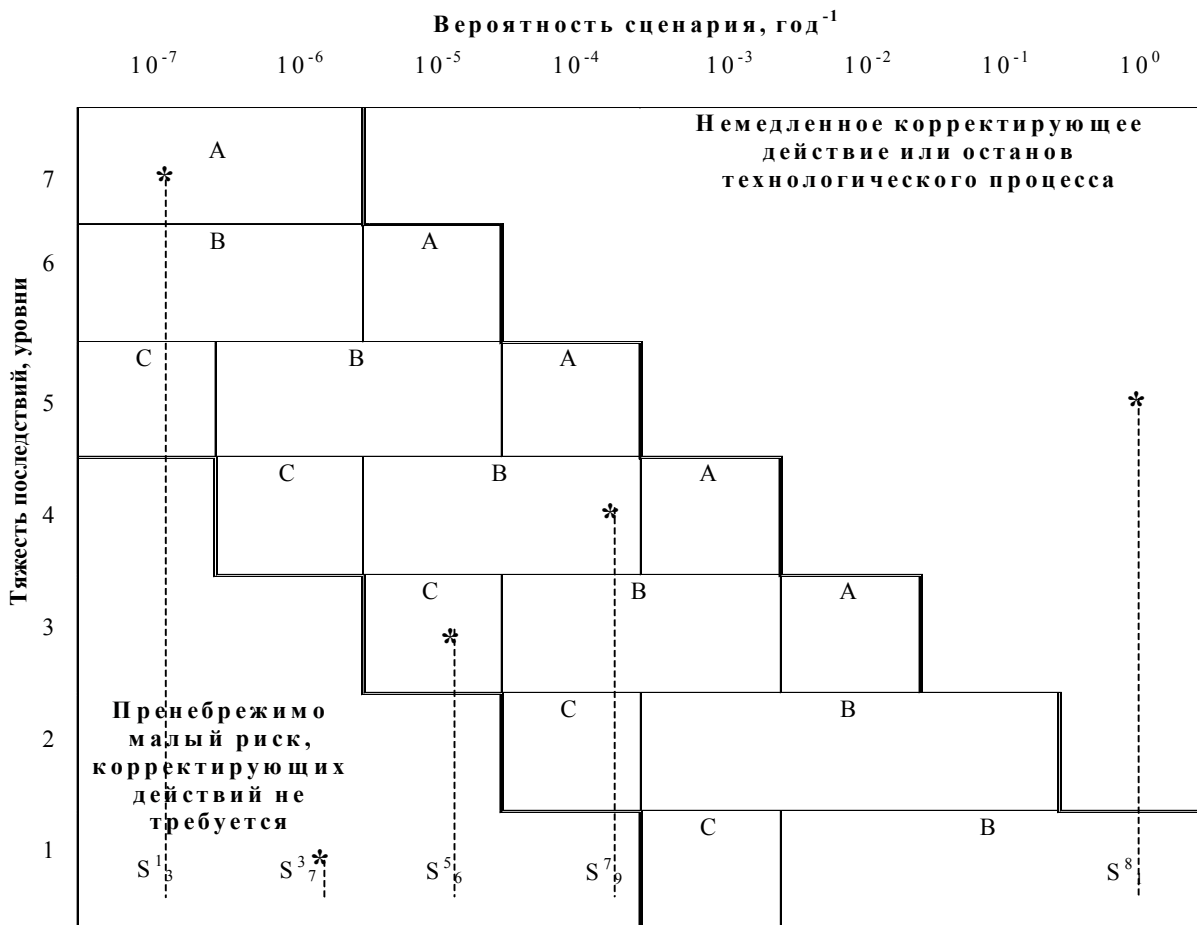 Вероятность сценария, год⁻¹
10⁻⁷ 10⁻⁶ 10⁻⁵ 10⁻⁴ 10⁻³ 10⁻² 10⁻¹ 10⁰
Тяжесть последствий, уровни
Немедленное корректирующее
действие или останов
технологического процесса
A
7 *
B A
6
C B A
5 *
C B A
4 *
C B A
3 *
C B
2
Пренебрежимо
малый риск,
корректирующих
действий не
требуется
C B
1 *
S¹₃ S³₇ S⁵₆ S⁷₉ S⁸₁